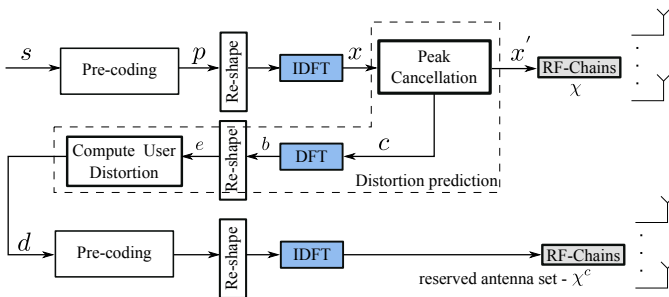 s
Pre-coding
p
Re-shape
IDFT
x
Peak
Cancellation
x′
RF-Chains
χ
Compute User
Distortion
e
Re-shape
b
DFT
c
Distortion prediction
d
Pre-coding
Re-shape
IDFT
RF-Chains
reserved antenna set - χᶜ